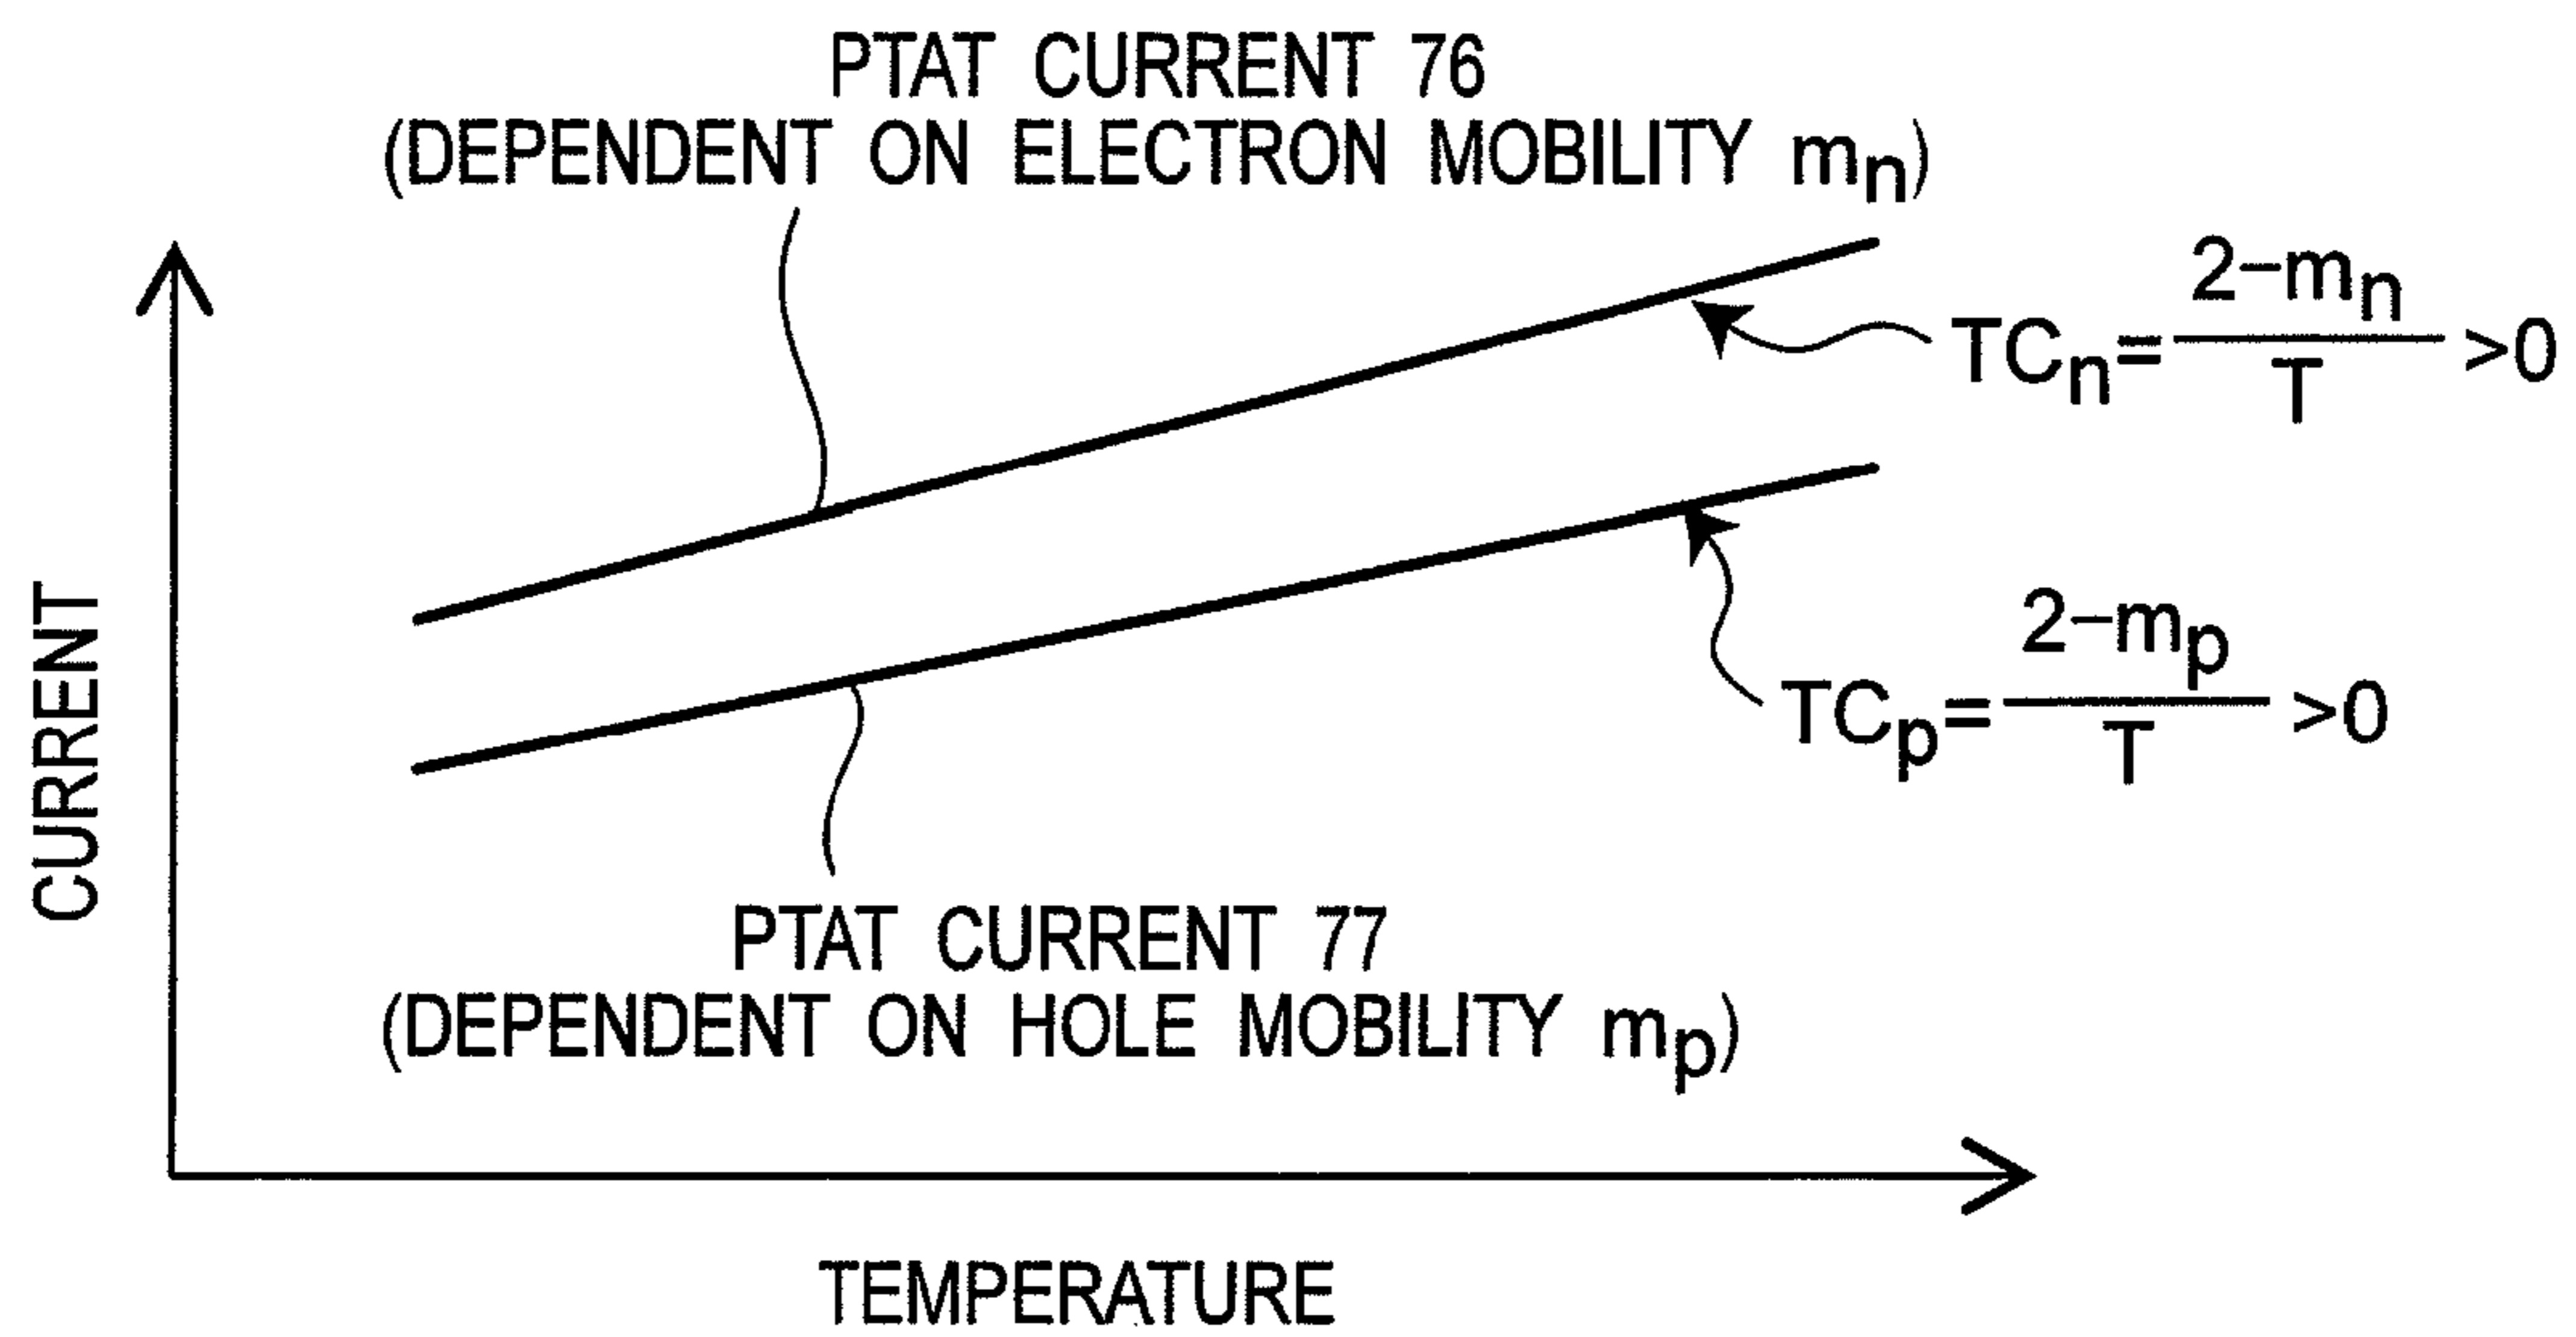 PTAT CURRENT 76
(DEPENDENT ON ELECTRON MOBILITY mn)
TCn= 2-mn / T >0
TCp= 2-mp / T >0
CURRENT
PTAT CURRENT 77
(DEPENDENT ON HOLE MOBILITY mp)
TEMPERATURE